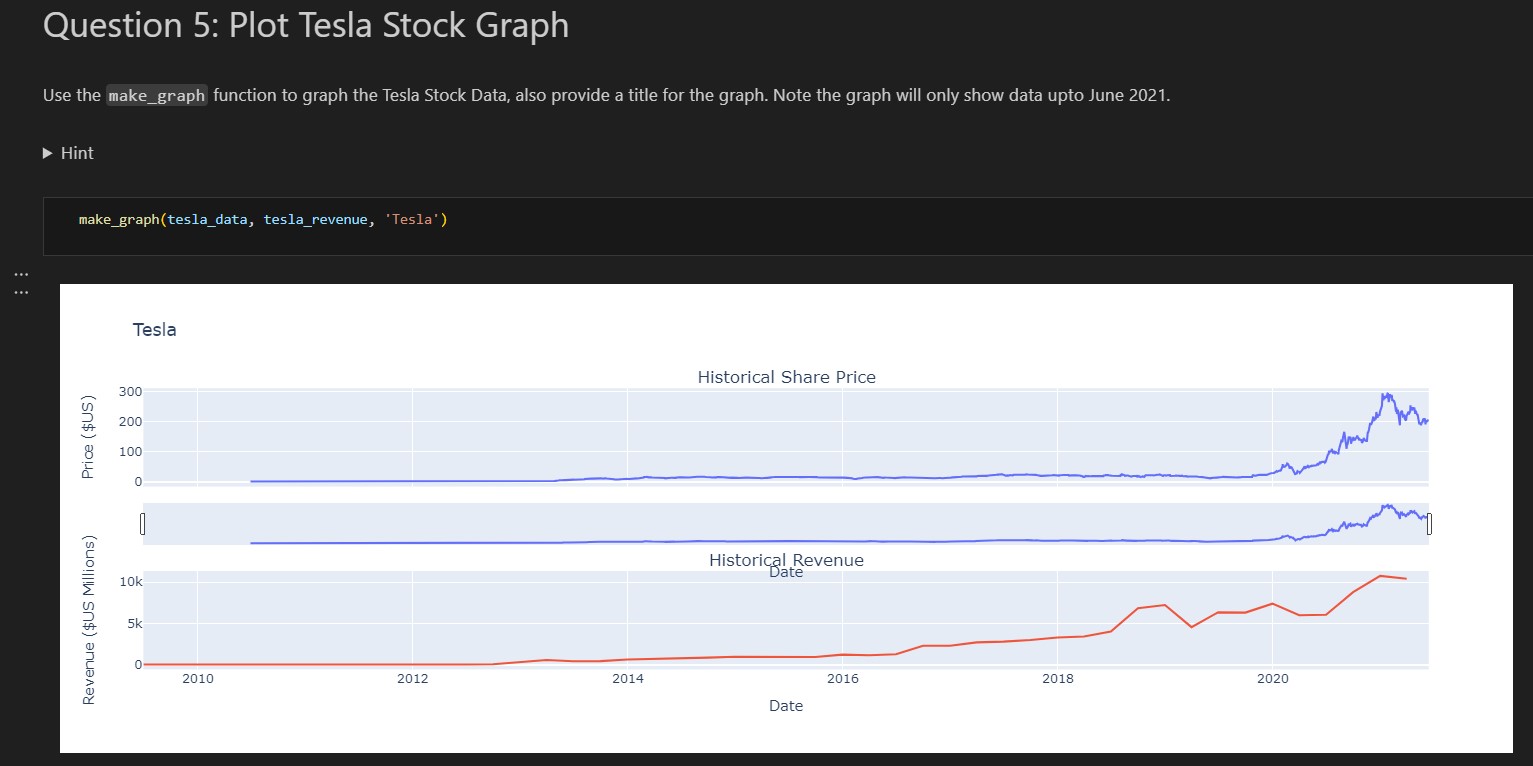 Question 5: Plot Tesla Stock Graph
Use the make_graph function to graph the Tesla Stock Data, also provide a title for the graph. Note the graph will only show data upto June 2021.
Hint
make_graph(tesla_data, tesla_revenue, 'Tesla')
...
...
Tesla
Historical Share Price
Price ($US)
300
200
100
0
Historical Revenue
Date
Revenue ($US Millions)
10k
5k
0
2010 2012 2014 2016 2018 2020
Date